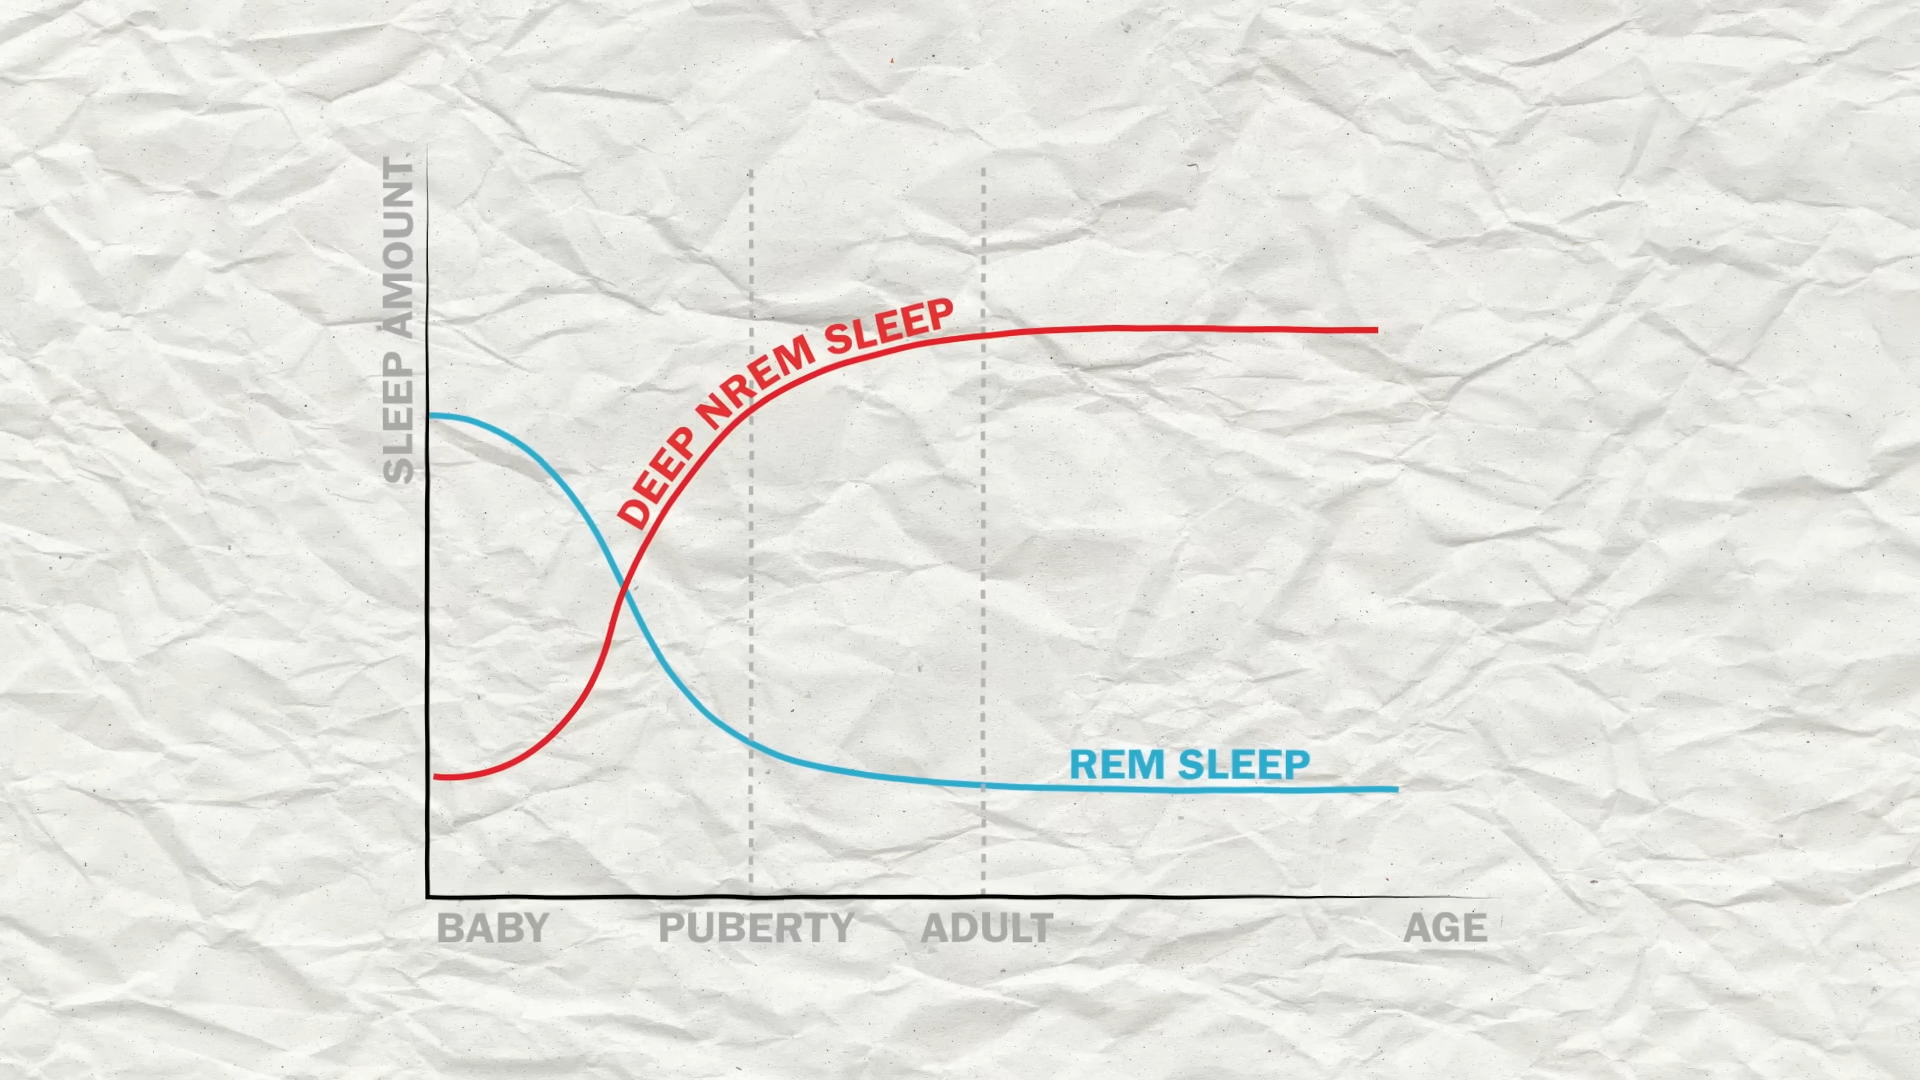 SLEEP AMOUNT
DEEP NREM SLEEP
REM SLEEP
BABY
PUBERTY
ADULT
AGE